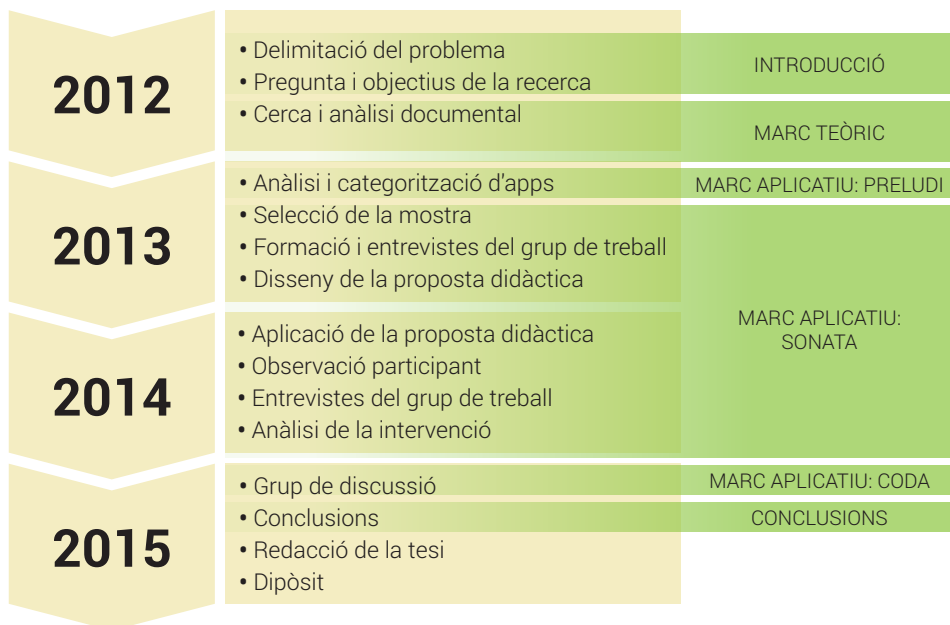 2012
• Delimitació del problema
• Pregunta i objectius de la recerca
• Cerca i anàlisi documental
INTRODUCCIÓ
MARC TEÒRIC
2013
• Anàlisi i categorització d'apps
• Selecció de la mostra
• Formació i entrevistes del grup de treball
• Disseny de la proposta didàctica
MARC APLICATIU: PRELUDI
2014
• Aplicació de la proposta didàctica
• Observació participant
• Entrevistes del grup de treball
• Anàlisi de la intervenció
MARC APLICATIU:
SONATA
2015
• Grup de discussió
• Conclusions
• Redacció de la tesi
• Dipòsit
MARC APLICATIU: CODA
CONCLUSIONS